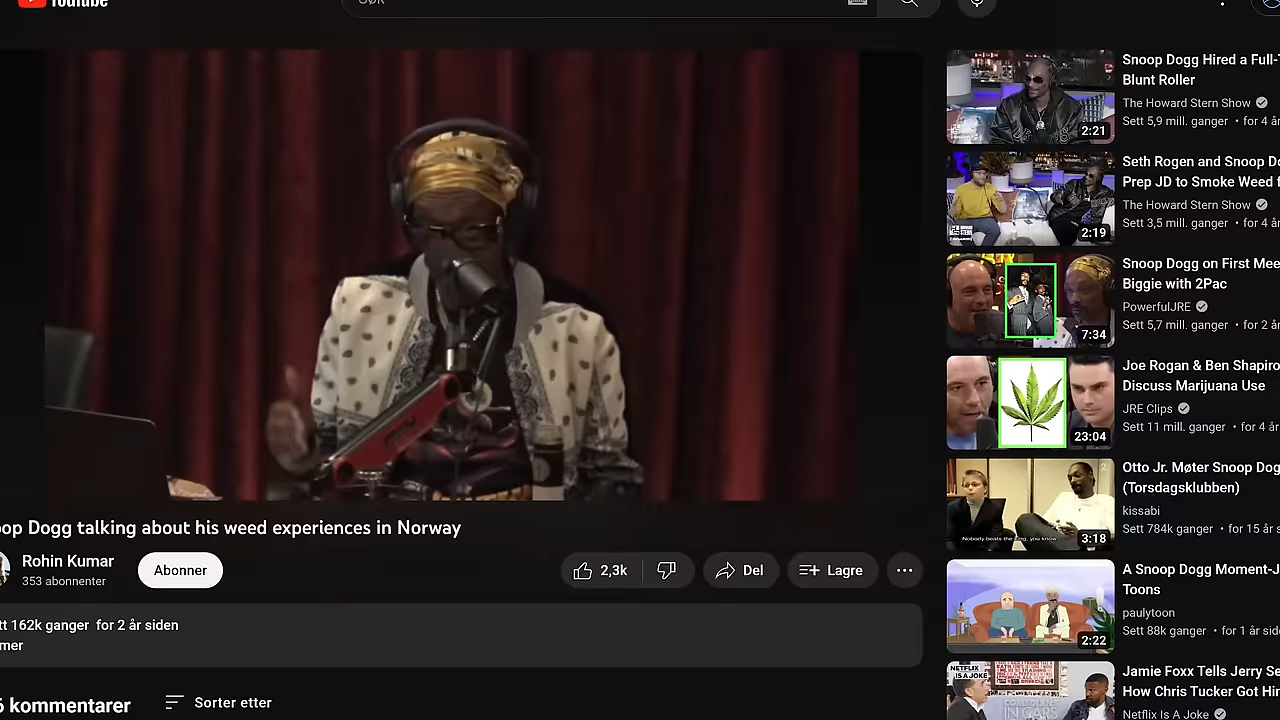 YouTube
Søk
Snoop Dogg Hired a Full-
Blunt Roller
The Howard Stern Show
Sett 5,9 mill. ganger • for 4 år
2:21
Seth Rogen and Snoop Do
Prep JD to Smoke Weed f
The Howard Stern Show
Sett 3,5 mill. ganger • for 4 år
2:19
Snoop Dogg on First Mee
Biggie with 2Pac
PowerfulJRE
Sett 5,7 mill. ganger • for 2 år
7:34
Joe Rogan & Ben Shapiro
Discuss Marijuana Use
JRE Clips
Sett 11 mill. ganger • for 4 år
23:04
Otto Jr. Møter Snoop Dog
(Torsdagsklubben)
kissabi
Sett 784k ganger • for 15 år s
Nobody beats the king, you know.
3:18
A Snoop Dogg Moment-J
Toons
paulytoon
Sett 88k ganger • for 1 år side
2:22
Jamie Foxx Tells Jerry Se
How Chris Tucker Got Hi
Netflix Is A Joke
NETFLIX
IS A JOKE
IN CARS
oop Dogg talking about his weed experiences in Norway
Rohin Kumar
353 abonnenter
Abonner
2,3k
Del
Lagre
tt 162k ganger for 2 år siden
mer
6 kommentarer
Sorter etter